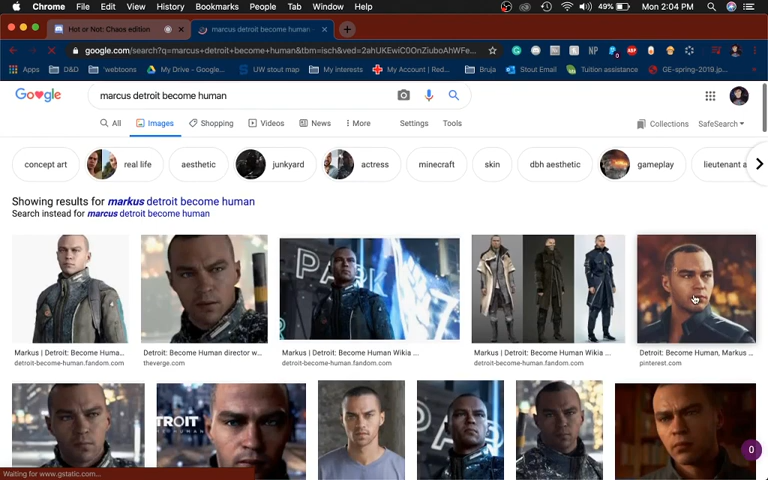 Chrome File Edit View History Bookmarks People Tab Window Help 49% Mon 2:04 PM
Hot or Not: Chaos edition
marcus detroit become human -
google.com/search?q=marcus+detroit+become+human&tbm=isch&ved=2ahUKEwiC0OnZiuboAhWFe...
Apps D&D 'webtoons My Drive - Google... UW stout map My Interests My Account | Red... Bruja Stout Email Tuition assistance GE-spring-2019.jp...
marcus detroit become human
All Images Shopping Videos News More Settings Tools Collections SafeSearch
concept art real life aesthetic junkyard actress minecraft skin dbh aesthetic gameplay lieutenant a
Showing results for markus detroit become human
Search instead for marcus detroit become human
PARK
Markus | Detroit: Become Huma... Detroit: Become Human director w... Markus | Detroit: Become Human Wikia ... Markus | Detroit: Become Human Wikia ... Detroit: Become Human, Markus ...
detroit-become-human.fandom.com theverge.com detroit-become-human.fandom.com detroit-become-human.fandom.com pinterest.com
TROIT
0
Waiting for www.gstatic.com...